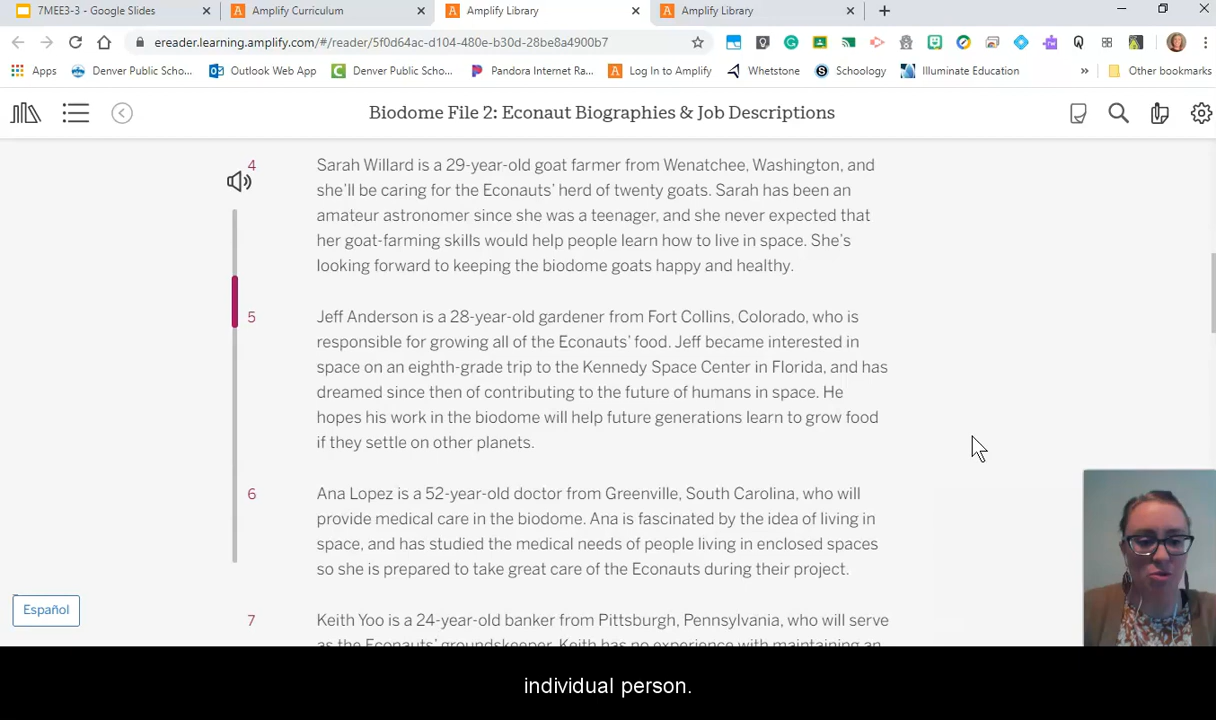 7MEE3-3 - Google Slides
Amplify Curriculum
Amplify Library
Amplify Library
ereader.learning.amplify.com/#/reader/5f0d64ac-d104-480e-b30d-28be8a4900b7
Apps
Denver Public Scho...
Outlook Web App
Denver Public Scho...
Pandora Internet Ra...
Log In to Amplify
Whetstone
Schoology
Illuminate Education
»
Other bookmarks
Biodome File 2: Econaut Biographies & Job Descriptions
4
Sarah Willard is a 29-year-old goat farmer from Wenatchee, Washington, and
she'll be caring for the Econauts' herd of twenty goats. Sarah has been an
amateur astronomer since she was a teenager, and she never expected that
her goat-farming skills would help people learn how to live in space. She's
looking forward to keeping the biodome goats happy and healthy.
5
Jeff Anderson is a 28-year-old gardener from Fort Collins, Colorado, who is
responsible for growing all of the Econauts' food. Jeff became interested in
space on an eighth-grade trip to the Kennedy Space Center in Florida, and has
dreamed since then of contributing to the future of humans in space. He
hopes his work in the biodome will help future generations learn to grow food
if they settle on other planets.
6
Ana Lopez is a 52-year-old doctor from Greenville, South Carolina, who will
provide medical care in the biodome. Ana is fascinated by the idea of living in
space, and has studied the medical needs of people living in enclosed spaces
so she is prepared to take great care of the Econauts during their project.
Español
7
Keith Yoo is a 24-year-old banker from Pittsburgh, Pennsylvania, who will serve
as the Econauts' groundskeeper. Keith has no experience with maintaining an
individual person.